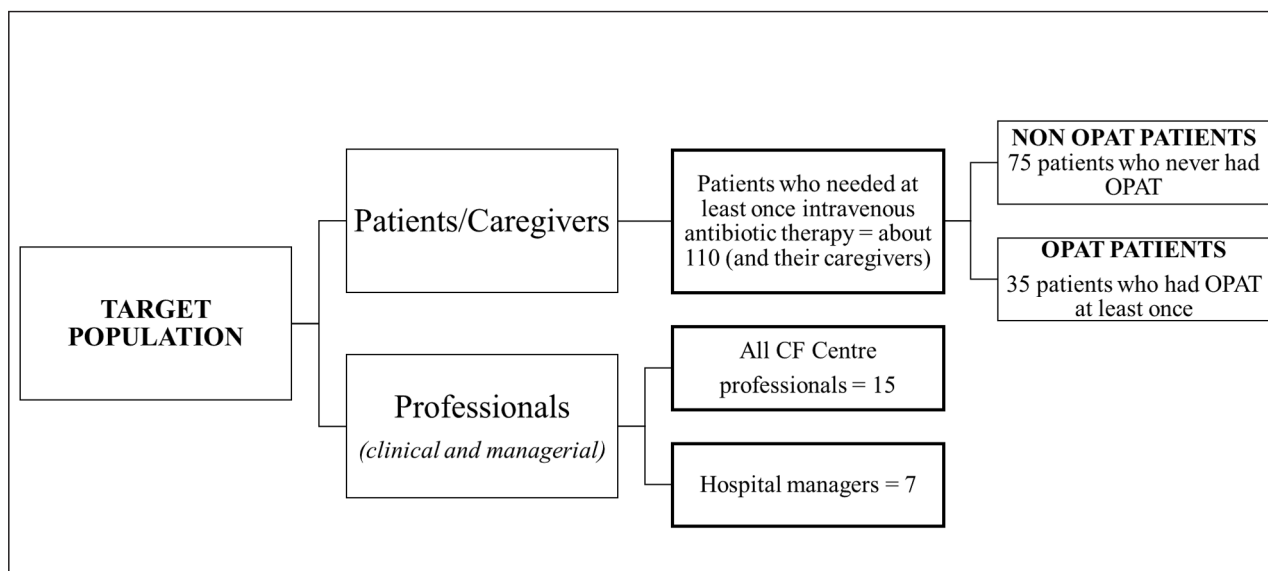 TARGET
POPULATION
Patients/Caregivers
Patients who needed at
least once intravenous
antibiotic therapy = about
110 (and their caregivers)
NON OPAT PATIENTS
75 patients who never had
OPAT
OPAT PATIENTS
35 patients who had OPAT
at least once
Professionals
(clinical and managerial)
All CF Centre
professionals = 15
Hospital managers = 7